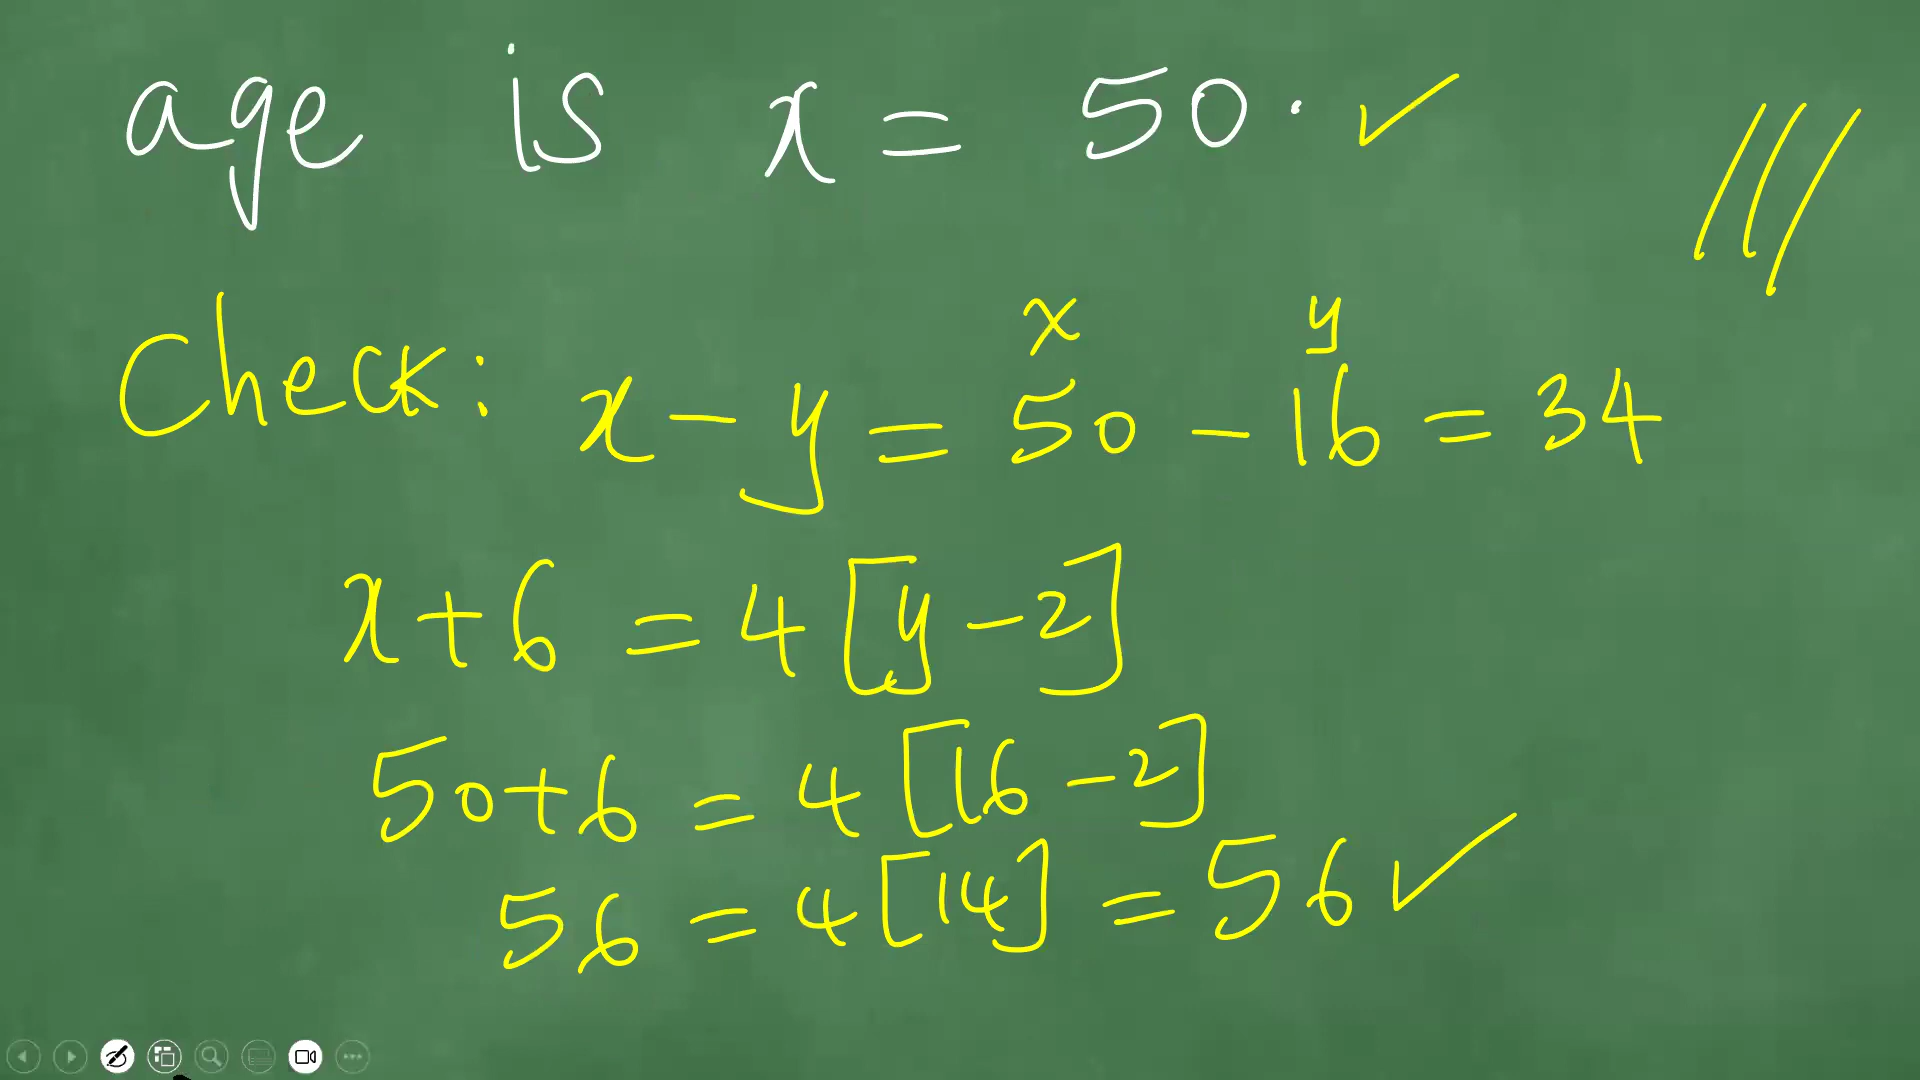 age is x = 50. ✓
x y
Check: x - y = 50 - 16 = 34
x + 6 = 4[y - 2]
50 + 6 = 4[16 - 2]
56 = 4[14] = 56 ✓